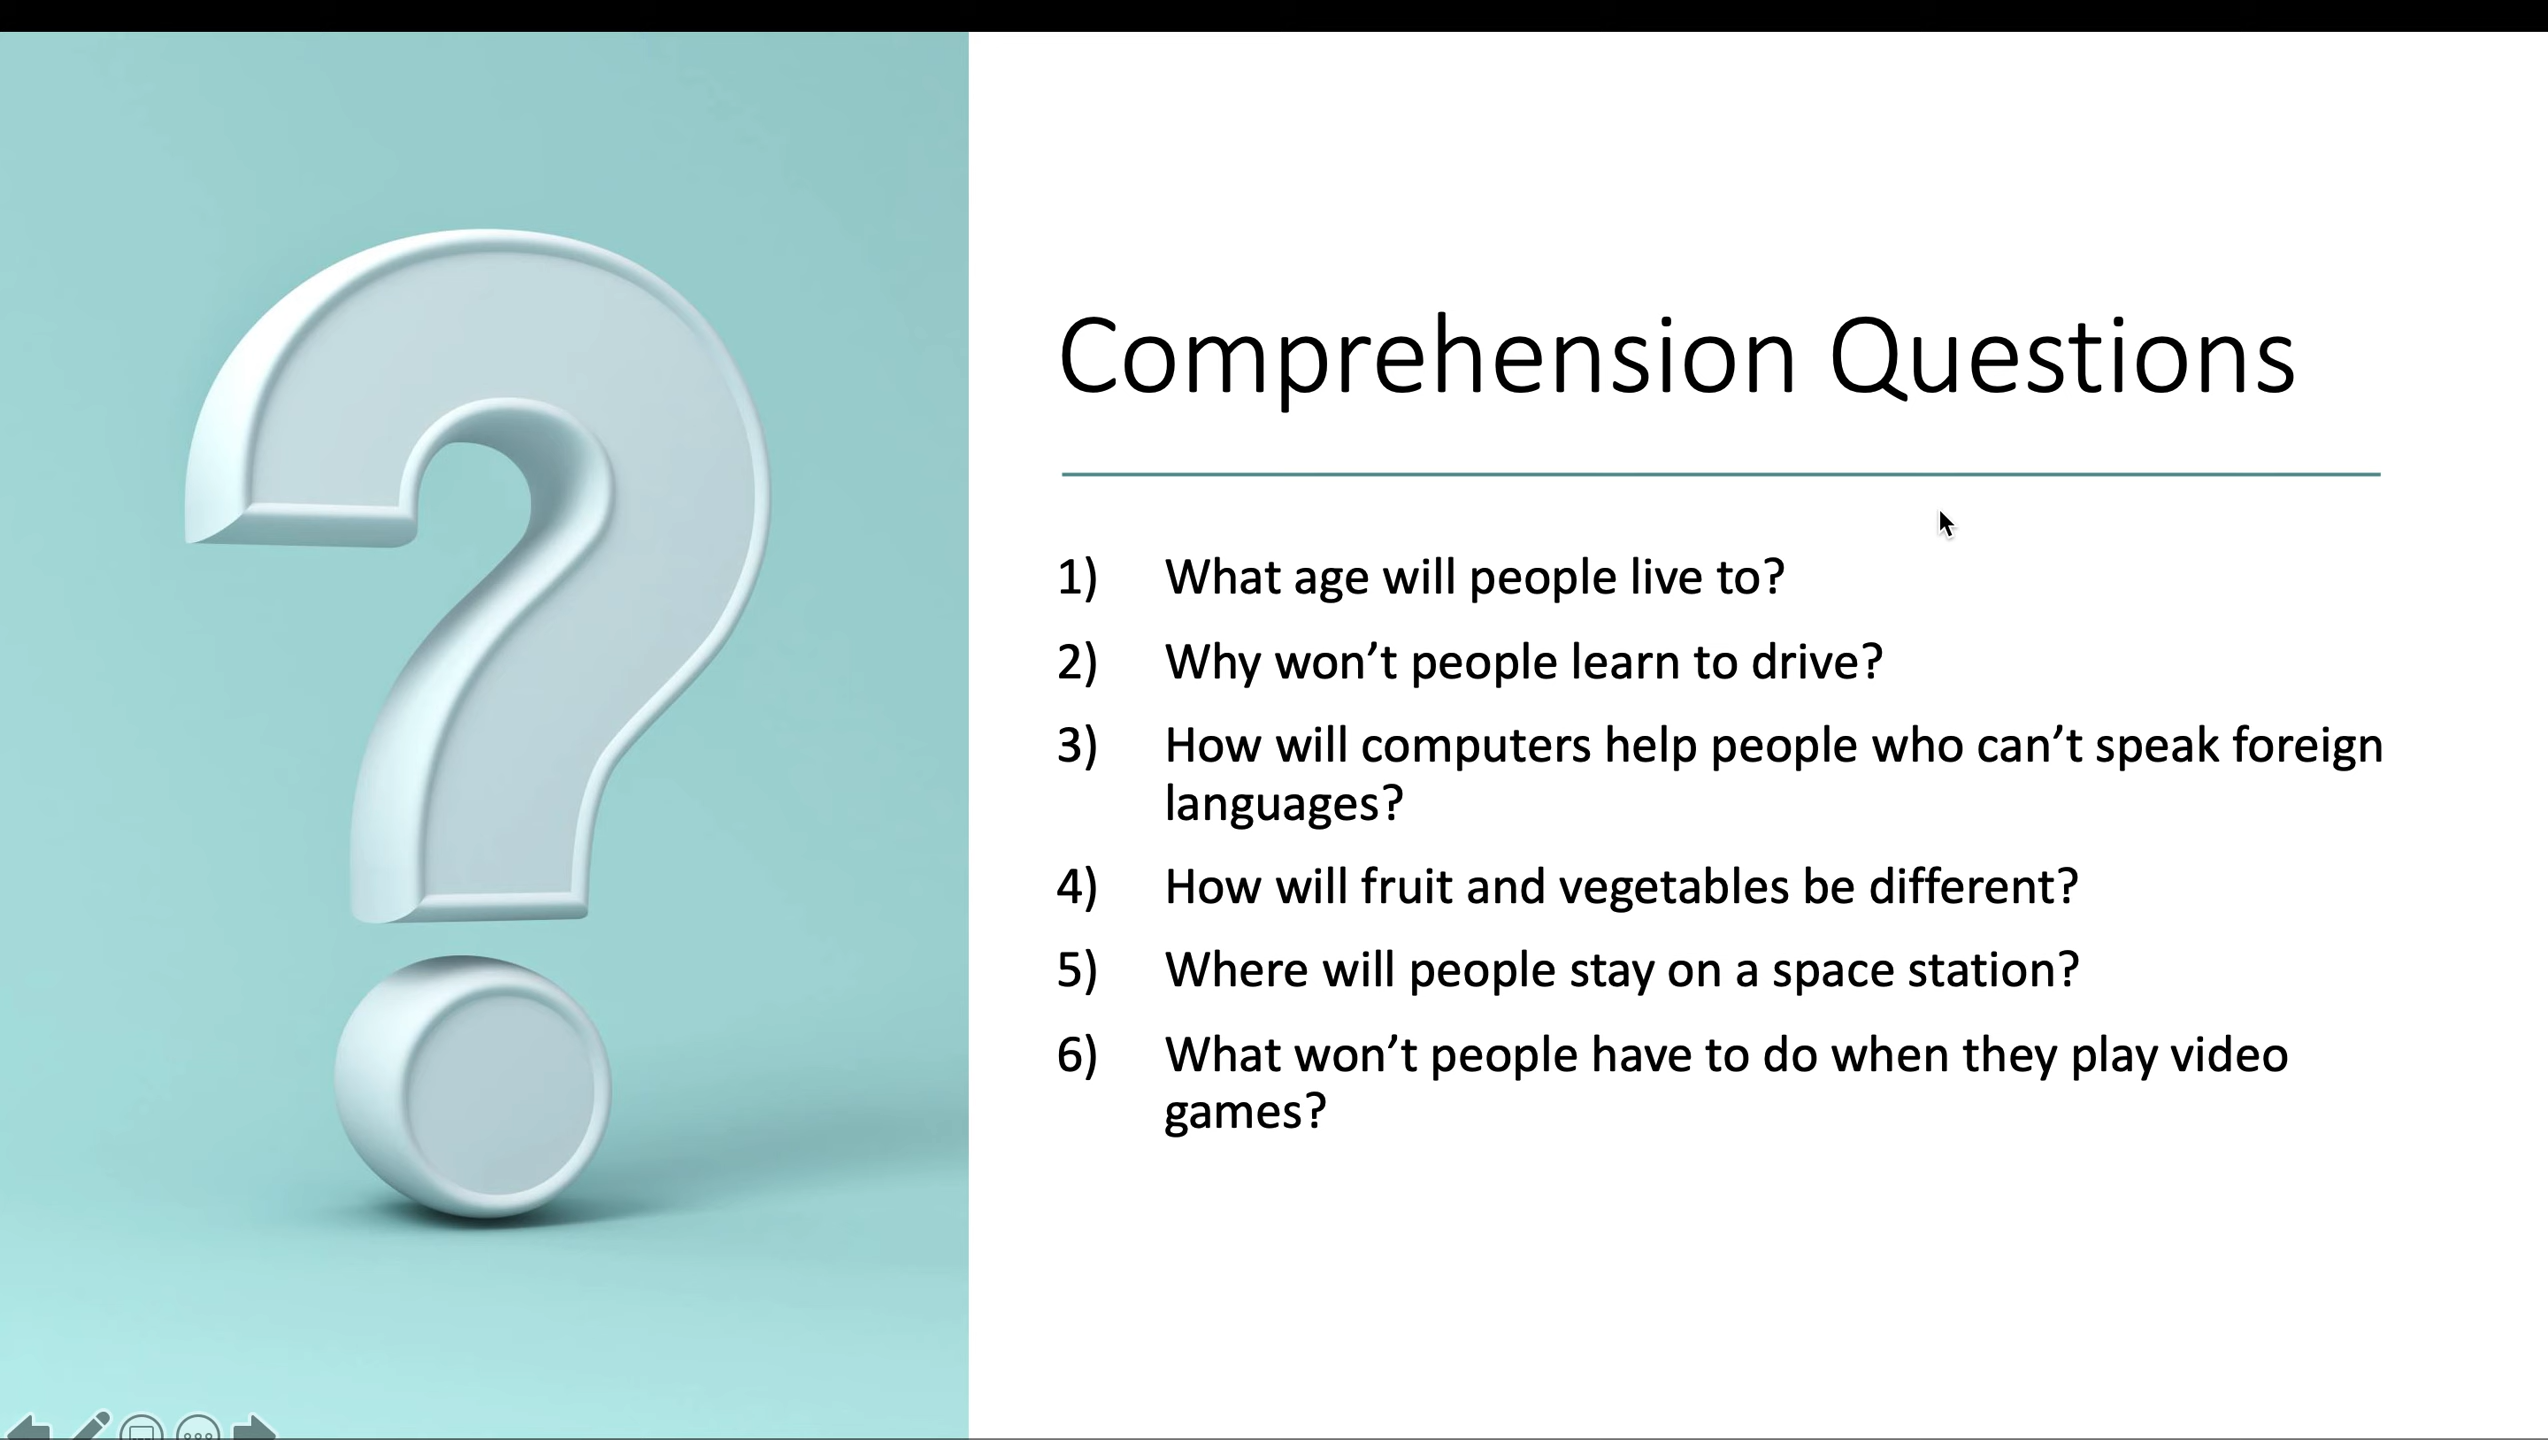 Comprehension Questions
1) What age will people live to?
2) Why won’t people learn to drive?
3) How will computers help people who can’t speak foreign
languages?
4) How will fruit and vegetables be different?
5) Where will people stay on a space station?
6) What won’t people have to do when they play video
games?